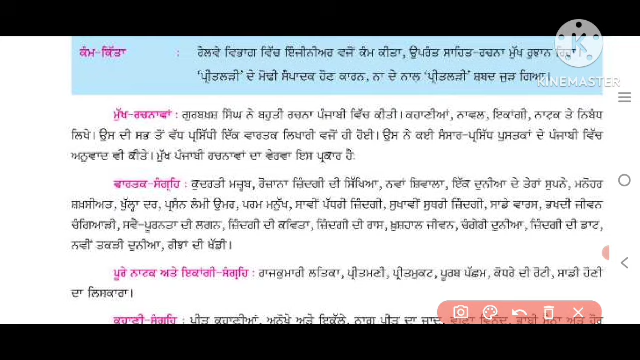 ਕੰਮ-ਕਿੱਤਾ : ਰੇਲਵੇ ਵਿਭਾਗ ਵਿੱਚ ਇੰਜੀਨੀਅਰ ਵਜੋਂ ਕੰਮ ਕੀਤਾ, ਉਪਰੰਤ ਸਾਹਿਤ-ਰਚਨਾ ਮੁੱਖ ਰੁਝਾਨ ਰਿਹਾ।
'ਪ੍ਰੀਤਲੜੀ' ਦੇ ਮੋਢੀ ਸੰਪਾਦਕ ਹੋਣ ਕਾਰਨ, ਨਾਂ ਦੇ ਨਾਲ਼ 'ਪ੍ਰੀਤਲੜੀ' ਸ਼ਬਦ ਜੁੜ ਗਿਆ।
KINEMASTER
ਮੁੱਖ-ਰਚਨਾਵਾਂ : ਗੁਰਬਖ਼ਸ਼ ਸਿੰਘ ਨੇ ਬਹੁਤੀ ਰਚਨਾ ਪੰਜਾਬੀ ਵਿੱਚ ਕੀਤੀ। ਕਹਾਣੀਆਂ, ਨਾਵਲ, ਇਕਾਂਗੀ, ਨਾਟਕ ਤੇ ਨਿਬੰਧ
ਲਿਖੇ। ਉਸ ਦੀ ਸਭ ਤੋਂ ਵੱਧ ਪ੍ਰਸਿੱਧੀ ਇੱਕ ਵਾਰਤਕ ਲਿਖਾਰੀ ਵਜੋਂ ਹੀ ਹੋਈ। ਉਸ ਨੇ ਕਈ ਸੰਸਾਰ-ਪ੍ਰਸਿੱਧ ਪੁਸਤਕਾਂ ਦੇ ਪੰਜਾਬੀ ਵਿੱਚ
ਅਨੁਵਾਦ ਵੀ ਕੀਤੇ। ਮੁੱਖ ਪੰਜਾਬੀ ਰਚਨਾਵਾਂ ਦਾ ਵੇਰਵਾ ਇਸ ਪ੍ਰਕਾਰ ਹੈ:
ਵਾਰਤਕ-ਸੰਗ੍ਰਹਿ : ਕੁਦਰਤੀ ਮਜ਼੍ਹਬ, ਰੋਜ਼ਾਨਾ ਜ਼ਿੰਦਗੀ ਦੀ ਸਿੱਖਿਆ, ਨਵਾਂ ਸ਼ਿਵਾਲਾ, ਇੱਕ ਦੁਨੀਆ ਦੇ ਤੇਰਾਂ ਸੁਪਨੇ, ਮਨੋਹਰ
ਸ਼ਖ਼ਸੀਅਤ, ਖੁੱਲ੍ਹਾ ਦਰ, ਪ੍ਰਸੰਨ ਲੰਮੀ ਉਮਰ, ਪਰਮ ਮਨੁੱਖ, ਸਾਵੀਂ ਪੱਧਰੀ ਜ਼ਿੰਦਗੀ, ਸੁਖਾਵੀਂ ਸੁਧਰੀ ਜ਼ਿੰਦਗੀ, ਸਾਡੇ ਵਾਰਸ, ਭਖਦੀ ਜੀਵਨ
ਚੰਗਿਆੜੀ, ਸ੍ਵੈ-ਪੂਰਨਤਾ ਦੀ ਲਗਨ, ਜ਼ਿੰਦਗੀ ਦੀ ਕਵਿਤਾ, ਜ਼ਿੰਦਗੀ ਦੀ ਰਾਸ, ਖ਼ੁਸ਼ਹਾਲ ਜੀਵਨ, ਚੰਗੇਰੀ ਦੁਨੀਆ, ਜ਼ਿੰਦਗੀ ਦੀ ਡਾਟ,
ਨਵੀਂ ਤਕੜੀ ਦੁਨੀਆ, ਰੀਝਾਂ ਦੀ ਖੱਡੀ।
ਪੂਰੇ ਨਾਟਕ ਅਤੇ ਇਕਾਂਗੀ-ਸੰਗ੍ਰਹਿ : ਰਾਜਕੁਮਾਰੀ ਲਤਿਕਾ, ਪ੍ਰੀਤਮਣੀ, ਪ੍ਰੀਤਮੁਕਟ, ਪੂਰਬ ਪੱਛਮ, ਕੋਧਰੇ ਦੀ ਰੋਟੀ, ਸਾਡੀ ਹੋਣੀ
ਦਾ ਲਿਸ਼ਕਾਰਾ।
ਕਹਾਣੀ-ਸੰਗ੍ਰਹਿ : ਪ੍ਰੀਤ ਕਹਾਣੀਆਂ, ਅਨੋਖੇ ਅਤੇ ਇਕੱਲੇ, ਨਾਗ ਪ੍ਰੀਤ ਦਾ ਜਾਦੂ, ਵੀਣਾ ਵਿਨੋਦ, ਭਾਬੀ ਮੈਨਾ ਅਤੇ ਹੋਰ